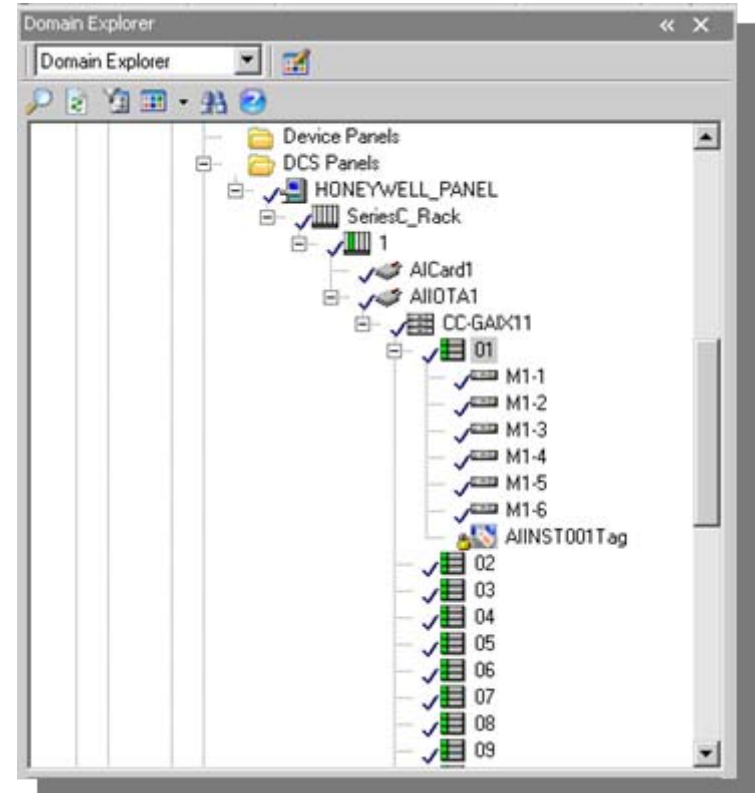 Domain Explorer
Domain Explorer
Device Panels
DCS Panels
HONEYWELL_PANEL
SeriesC_Rack
1
AICard1
AIIOTA1
CC-GAIX11
01
M1-1
M1-2
M1-3
M1-4
M1-5
M1-6
AIINST001Tag
02
03
04
05
06
07
08
09